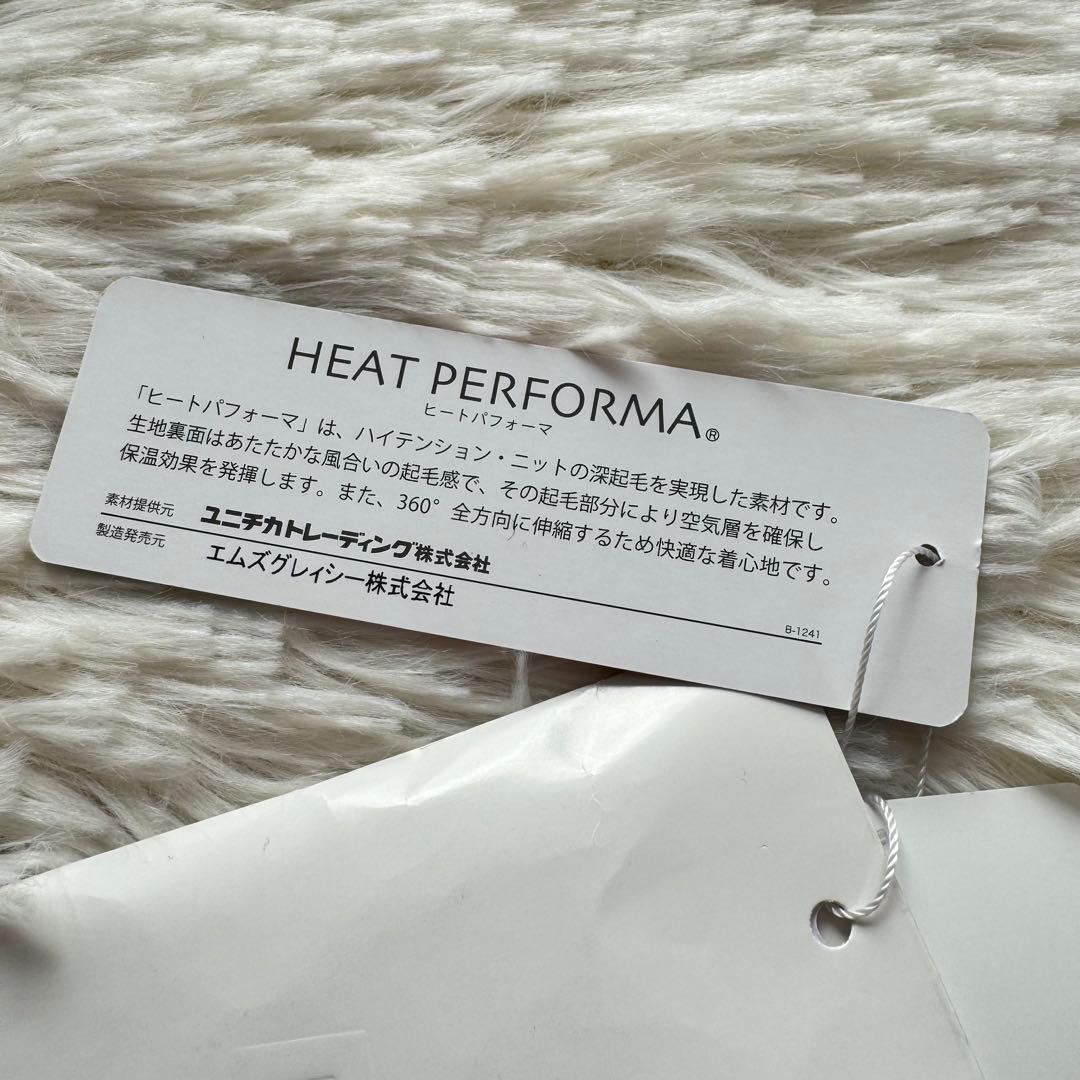 HEAT PERFORMA®
ヒートパフォーマ
「ヒートパフォーマ」は、ハイテンション・ニットの深起毛を実現した素材です。
生地裏面はあたたかな風合いの起毛感で、その起毛部分により空気層を確保し
保温効果を発揮します。また、360°全方向に伸縮するため快適な着心地です。
素材提供元 ユニチカトレーディング株式会社
製造発売元 エムズグレィシー株式会社
B-1241